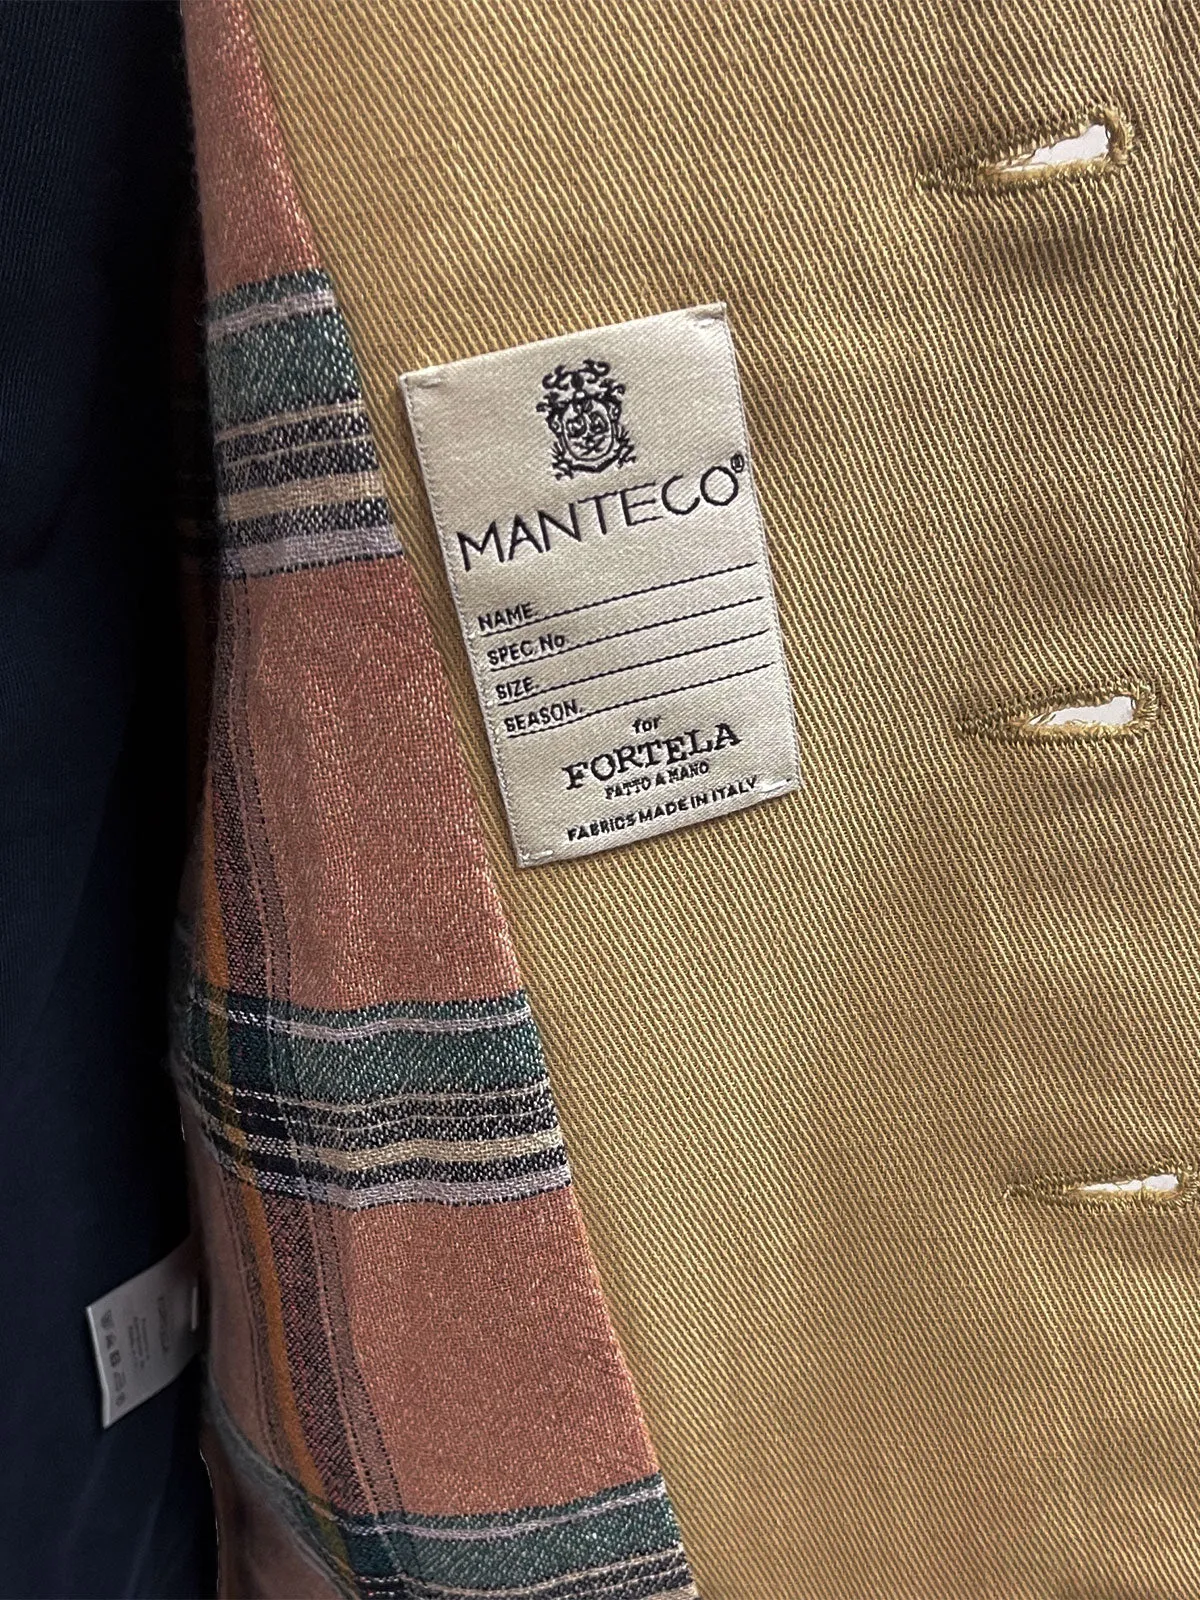 MANTECO®
NAME
SPEC. No
SIZE
SEASON
for
FORTELA
FATTO A MANO
FABRICS MADE IN ITALY